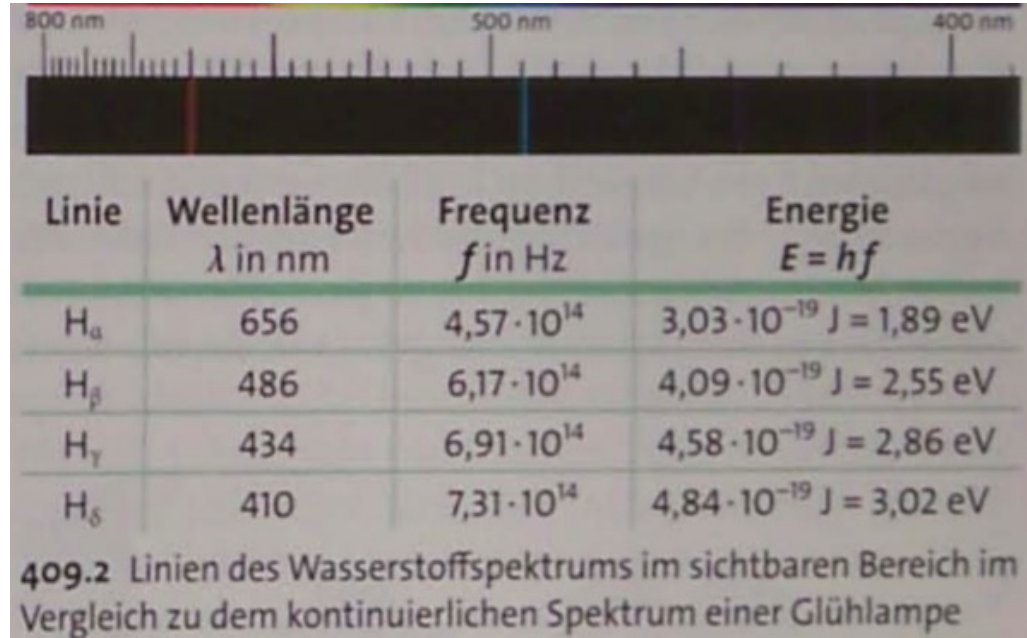 800 nm 500 nm 400 nm
Linie Wellenlänge Frequenz Energie
λ in nm f in Hz E = hf
Hα 656 4,57·10¹⁴ 3,03·10⁻¹⁹ J = 1,89 eV
Hβ 486 6,17·10¹⁴ 4,09·10⁻¹⁹ J = 2,55 eV
Hγ 434 6,91·10¹⁴ 4,58·10⁻¹⁹ J = 2,86 eV
Hδ 410 7,31·10¹⁴ 4,84·10⁻¹⁹ J = 3,02 eV
409.2 Linien des Wasserstoffspektrums im sichtbaren Bereich im
Vergleich zu dem kontinuierlichen Spektrum einer Glühlampe